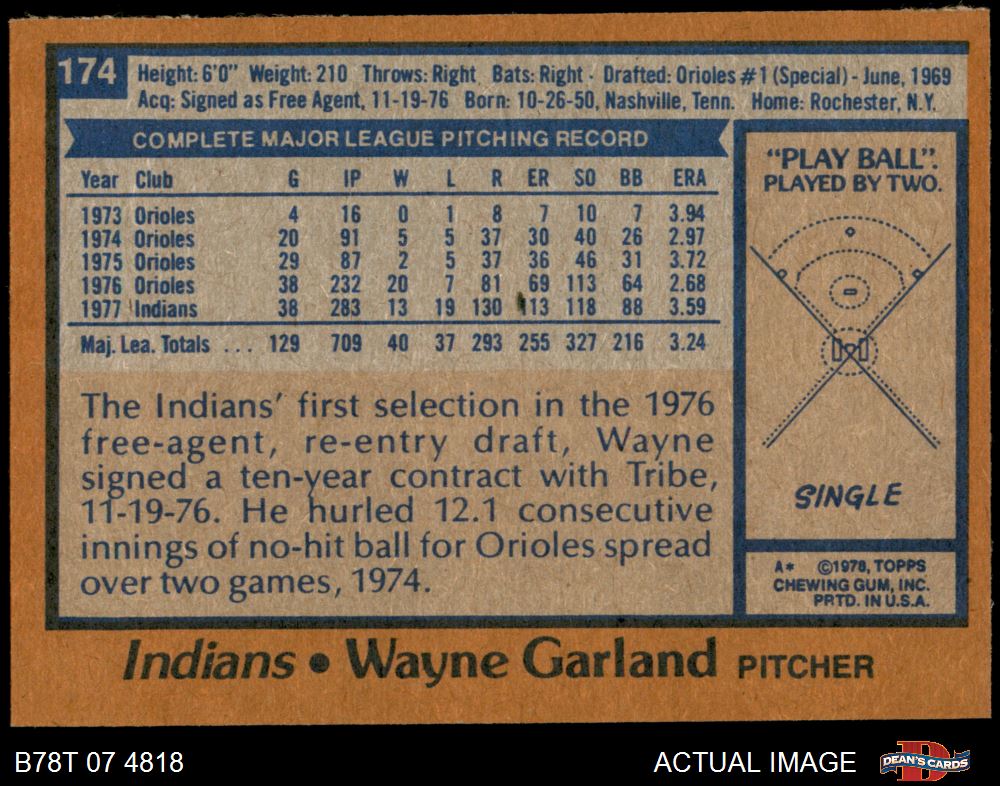 174
Height: 6'0" Weight: 210 Throws: Right Bats: Right · Drafted: Orioles #1 (Special) - June, 1969
Acq: Signed as Free Agent, 11-19-76 Born: 10-26-50, Nashville, Tenn. Home: Rochester, N.Y.
COMPLETE MAJOR LEAGUE PITCHING RECORD
Year Club G IP W L R ER SO BB ERA
1973 Orioles 4 16 0 1 8 7 10 7 3.94
1974 Orioles 20 91 5 5 37 30 40 26 2.97
1975 Orioles 29 87 2 5 37 36 46 31 3.72
1976 Orioles 38 232 20 7 81 69 113 64 2.68
1977 Indians 38 283 13 19 130 113 118 88 3.59
Maj. Lea. Totals ... 129 709 40 37 293 255 327 216 3.24
The Indians' first selection in the 1976
free-agent, re-entry draft, Wayne
signed a ten-year contract with Tribe,
11-19-76. He hurled 12.1 consecutive
innings of no-hit ball for Orioles spread
over two games, 1974.
"PLAY BALL".
PLAYED BY TWO.
SINGLE
A* ©1978, TOPPS
CHEWING GUM, INC.
PRTD. IN U.S.A.
Indians • Wayne Garland PITCHER
B78T 07 4818 ACTUAL IMAGE
D
DEAN'S CARDS